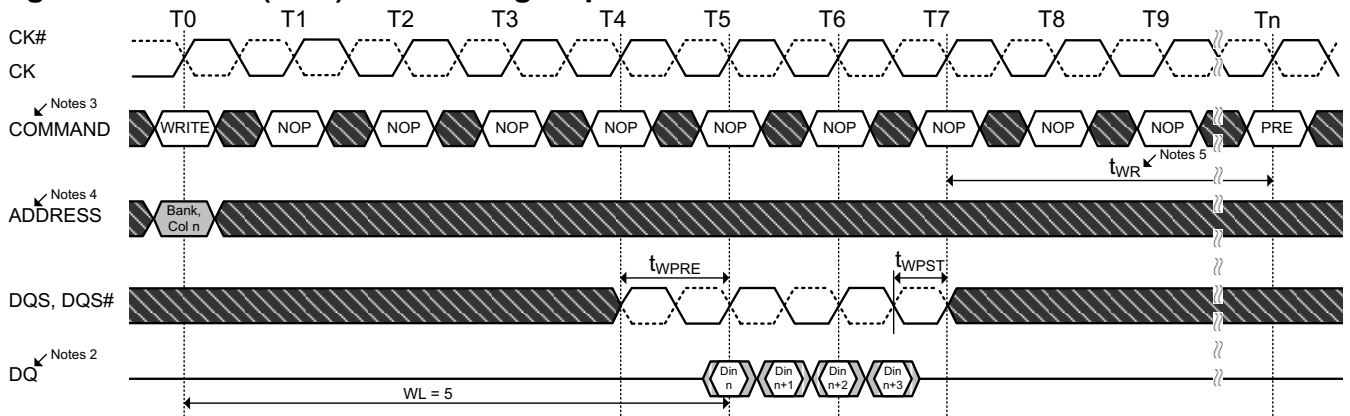 T0 T1 T2 T3 T4 T5 T6 T7 T8 T9 Tn
CK#
CK
Notes 3
COMMAND WRITE NOP NOP NOP NOP NOP NOP NOP NOP NOP PRE
tWR Notes 5
Notes 4
ADDRESS Bank, Col n
tWPRE tWPST
DQS, DQS#
Notes 2
DQ Din n Din n+1 Din n+2 Din n+3
WL = 5